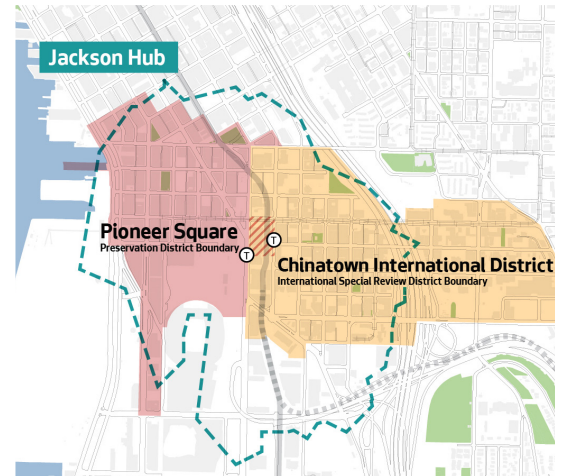 Jackson Hub
Pioneer Square
Preservation District Boundary
T
T
Chinatown International District
International Special Review District Boundary